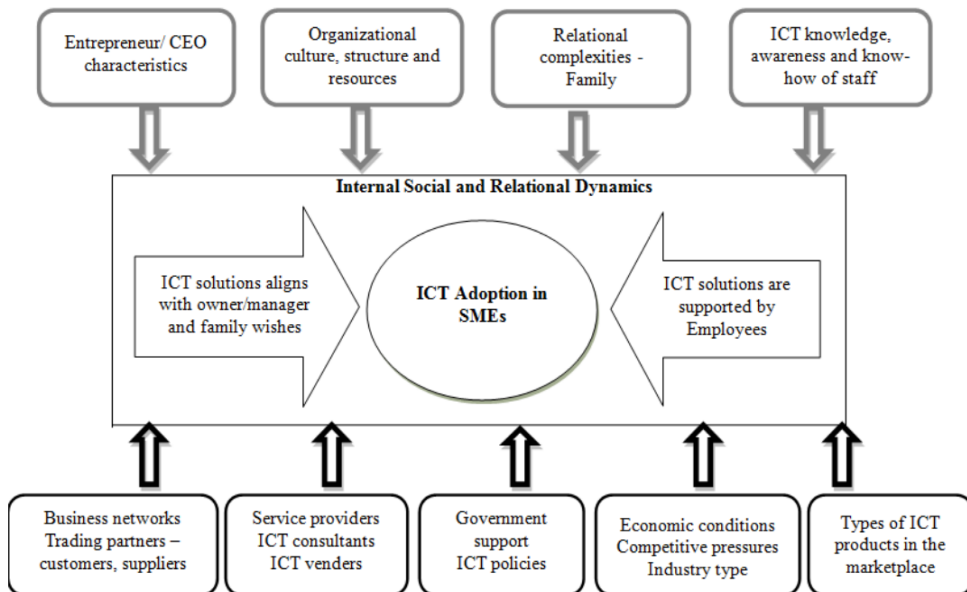 Entrepreneur/ CEO
characteristics
Organizational
culture, structure and
resources
Relational
complexities -
Family
ICT knowledge,
awareness and know-
how of staff
Internal Social and Relational Dynamics
ICT solutions aligns
with owner/manager
and family wishes
ICT Adoption in
SMEs
ICT solutions are
supported by
Employees
Business networks
Trading partners –
customers, suppliers
Service providers
ICT consultants
ICT venders
Government
support
ICT policies
Economic conditions
Competitive pressures
Industry type
Types of ICT
products in the
marketplace